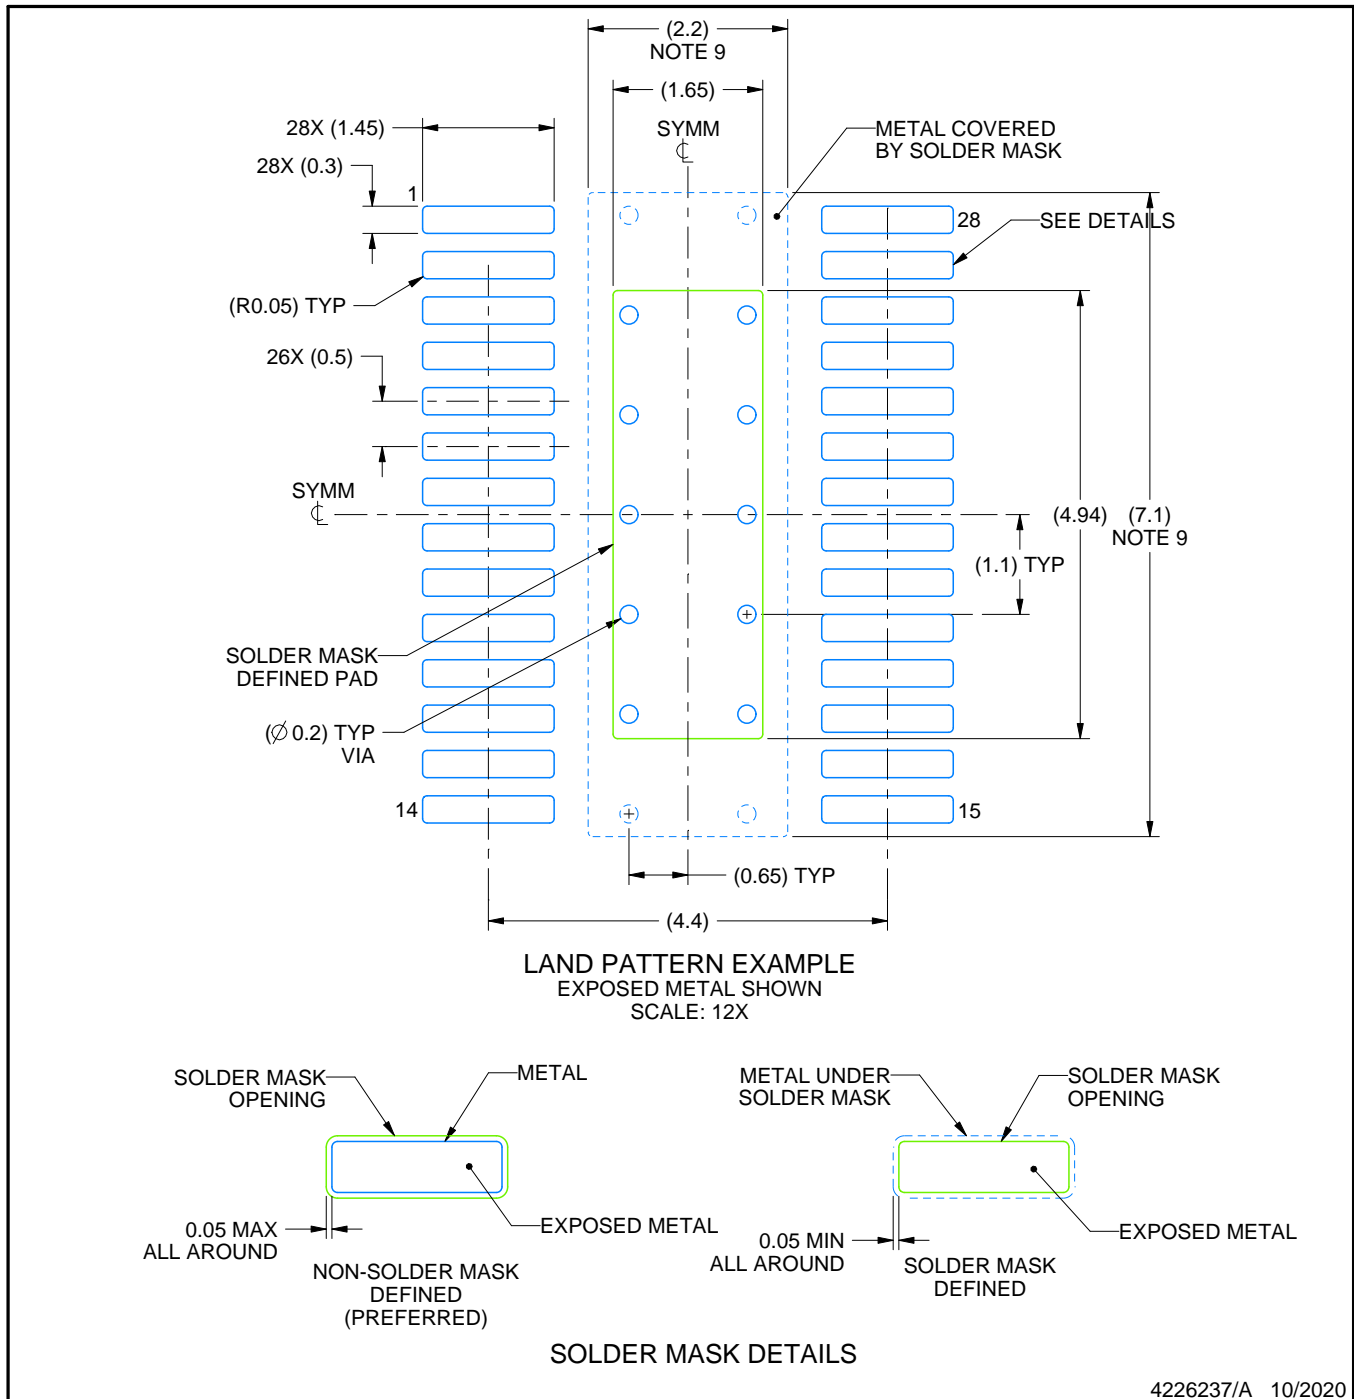 (2.2)
NOTE 9
(1.65)
SYMM
℄
28X (1.45)
28X (0.3)
1
METAL COVERED
BY SOLDER MASK
28
SEE DETAILS
(R0.05) TYP
26X (0.5)
SYMM
℄
(4.94)
(7.1)
NOTE 9
(1.1) TYP
SOLDER MASK
DEFINED PAD
(∅ 0.2) TYP
VIA
14
15
(0.65) TYP
(4.4)
LAND PATTERN EXAMPLE
EXPOSED METAL SHOWN
SCALE: 12X
SOLDER MASK
OPENING
METAL
EXPOSED METAL
0.05 MAX
ALL AROUND
NON-SOLDER MASK
DEFINED
(PREFERRED)
METAL UNDER
SOLDER MASK
SOLDER MASK
OPENING
EXPOSED METAL
0.05 MIN
ALL AROUND
SOLDER MASK
DEFINED
SOLDER MASK DETAILS
4226237/A 10/2020